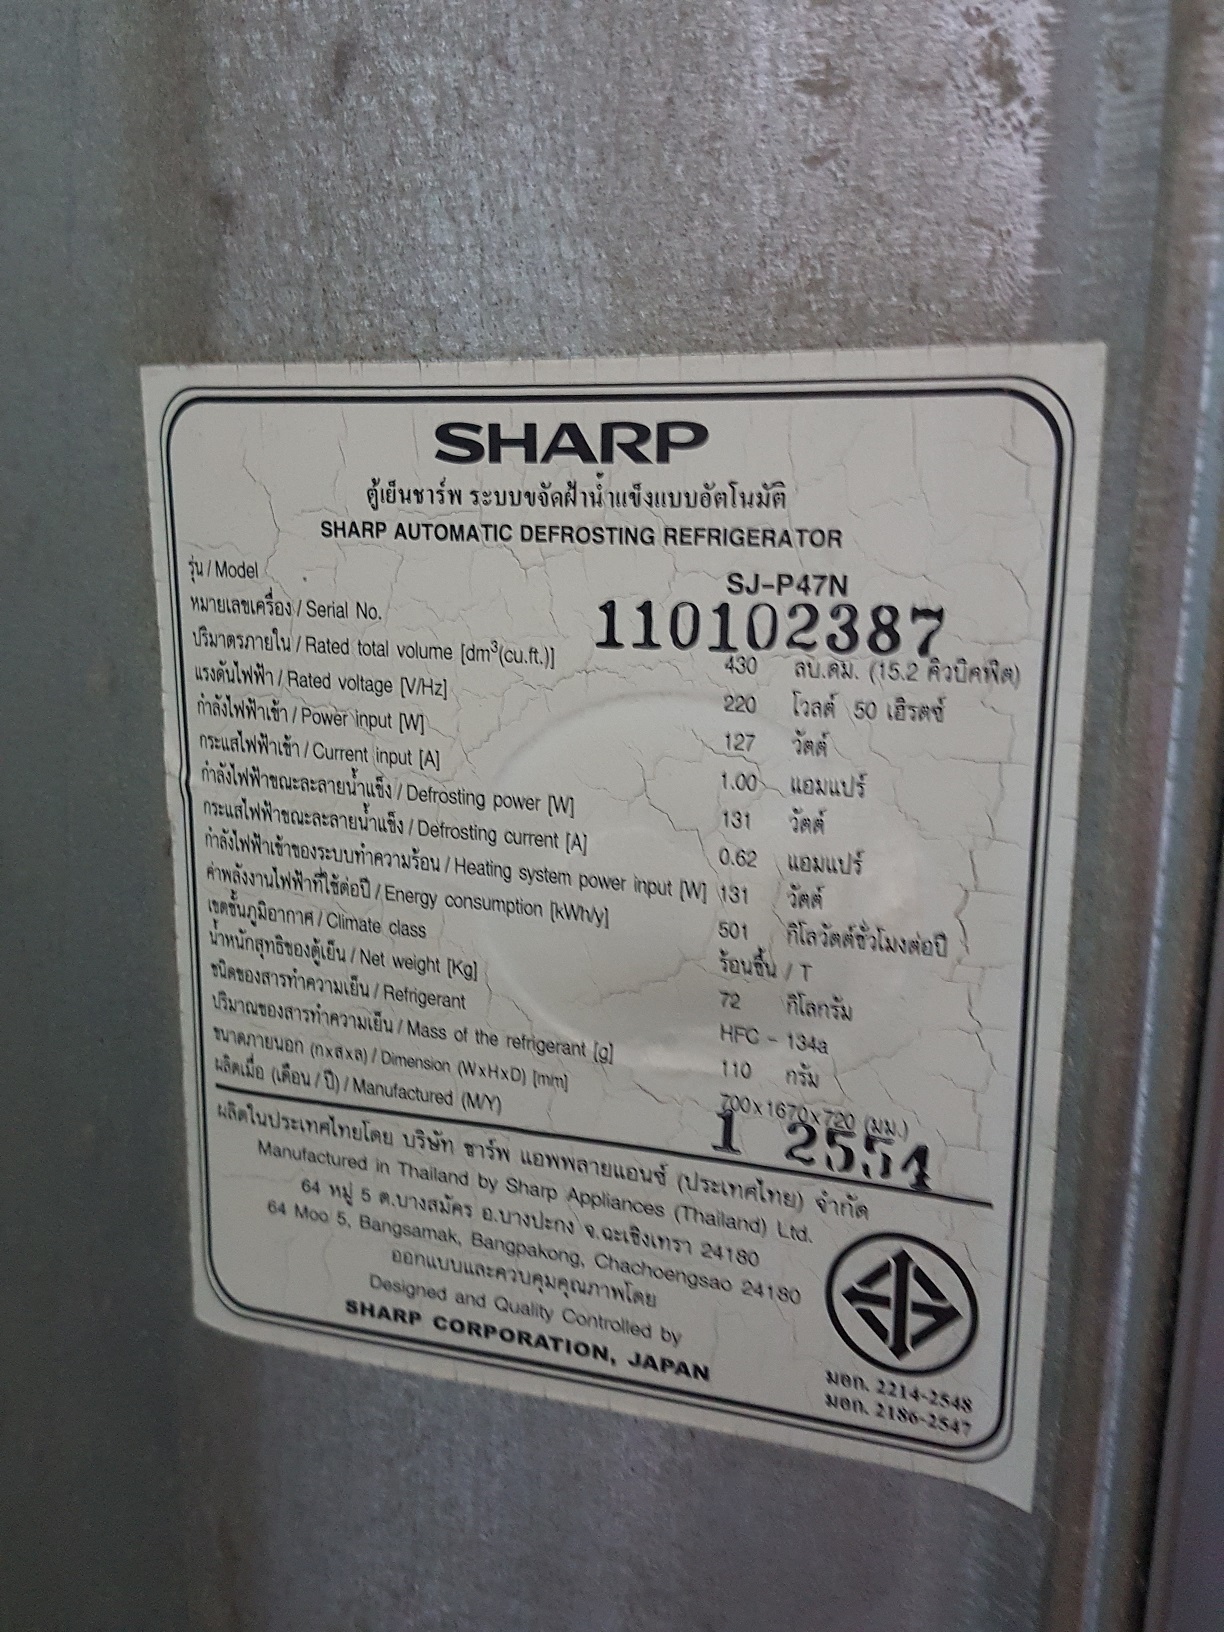 SHARP
ตู้เย็นชาร์พ ระบบขจัดฝ้าน้ำแข็งแบบอัตโนมัติ
SHARP AUTOMATIC DEFROSTING REFRIGERATOR
รุ่น / Model SJ-P47N
หมายเลขเครื่อง / Serial No. 110102387
ปริมาตรภายใน / Rated total volume [dm³(cu.ft.)] 430 ลบ.ดม. (15.2 คิวบิคฟีต)
แรงดันไฟฟ้า / Rated voltage [V/Hz] 220 โวลต์ 50 เฮิรตซ์
กำลังไฟฟ้าเข้า / Power input [W] 127 วัตต์
กระแสไฟฟ้าเข้า / Current input [A] 1.00 แอมแปร์
กำลังไฟฟ้าขณะละลายน้ำแข็ง / Defrosting power [W] 131 วัตต์
กระแสไฟฟ้าขณะละลายน้ำแข็ง / Defrosting current [A] 0.62 แอมแปร์
กำลังไฟฟ้าเข้าของระบบทำความร้อน / Heating system power input [W] 131 วัตต์
ค่าพลังงานไฟฟ้าที่ใช้ต่อปี / Energy consumption [kWh/y] 501 กิโลวัตต์ชั่วโมงต่อปี
เขตชั้นภูมิอากาศ / Climate class ร้อนชื้น / T
น้ำหนักสุทธิของตู้เย็น / Net weight [Kg] 72 กิโลกรัม
ชนิดของสารทำความเย็น / Refrigerant HFC - 134a
ปริมาณของสารทำความเย็น / Mass of the refrigerant [g] 110 กรัม
ขนาดภายนอก (กxสxล) / Dimension (WxHxD) [mm] 700x1670x720 (มม.)
ผลิตเมื่อ (เดือน / ปี) / Manufactured (M/Y) 1 2554
ผลิตในประเทศไทยโดย บริษัท ชาร์พ แอพพลายแอนซ์ (ประเทศไทย) จำกัด
Manufactured in Thailand by Sharp Appliances (Thailand) Ltd.
64 หมู่ 5 ต.บางสมัคร อ.บางปะกง จ.ฉะเชิงเทรา 24180
64 Moo 5, Bangsamak, Bangpakong, Chachoengsao 24180
ออกแบบและควบคุมคุณภาพโดย
Designed and Quality Controlled by
SHARP CORPORATION, JAPAN
มอก. 2214-2548
มอก. 2186-2547